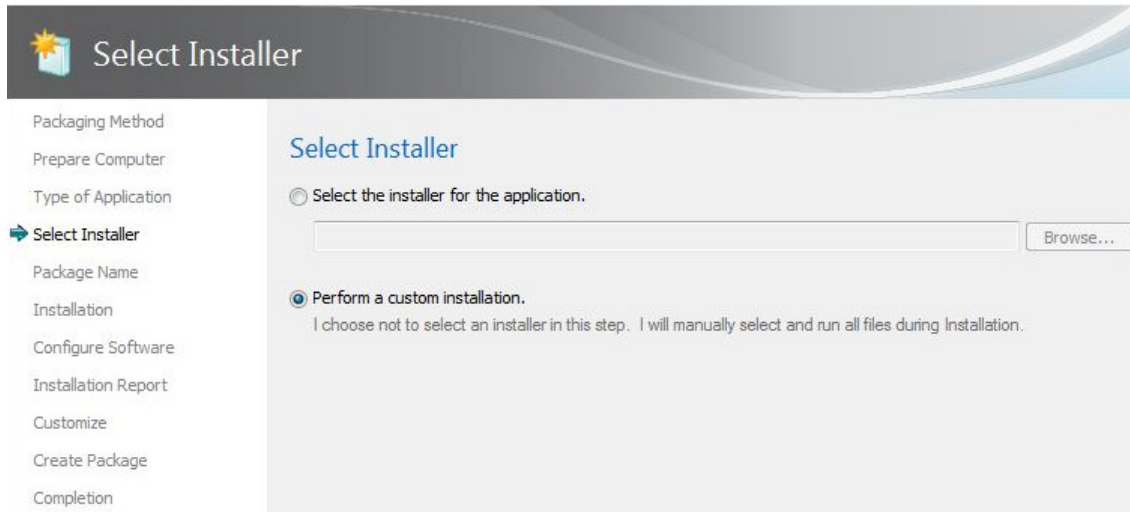 Select Installer
Packaging Method
Prepare Computer
Type of Application
Select Installer
Package Name
Installation
Configure Software
Installation Report
Customize
Create Package
Completion
Select Installer
Select the installer for the application.
Browse...
Perform a custom installation.
I choose not to select an installer in this step. I will manually select and run all files during Installation.